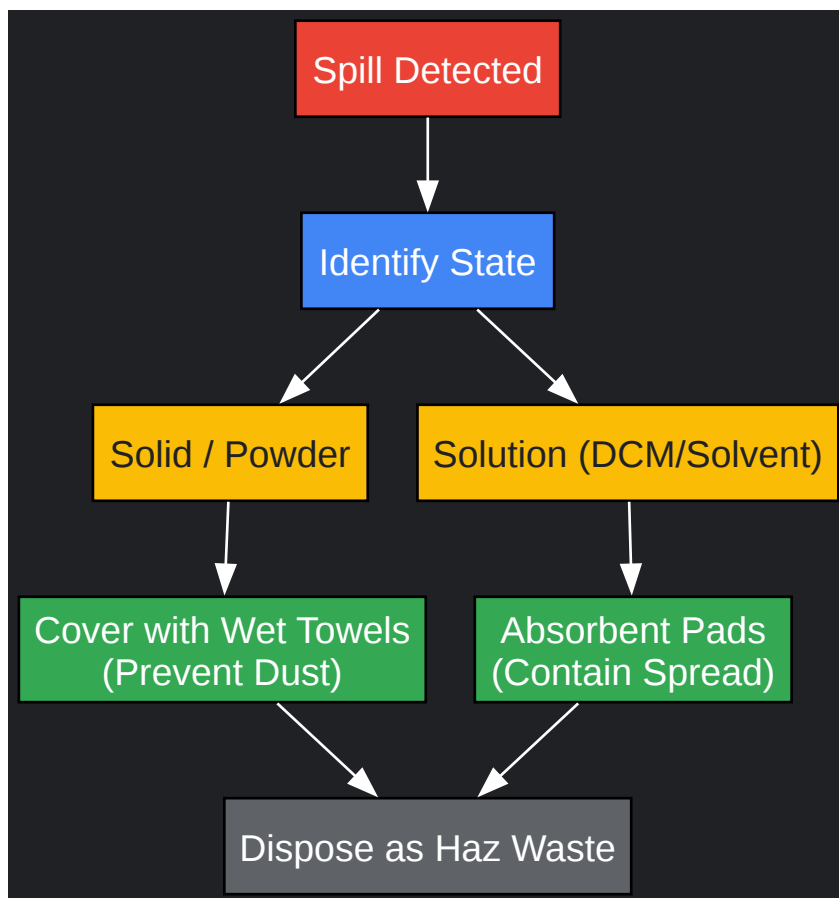 Spill Detected
Identify State
Solid / Powder
Solution (DCM/Solvent)
Cover with Wet Towels
(Prevent Dust)
Absorbent Pads
(Contain Spread)
Dispose as Haz Waste